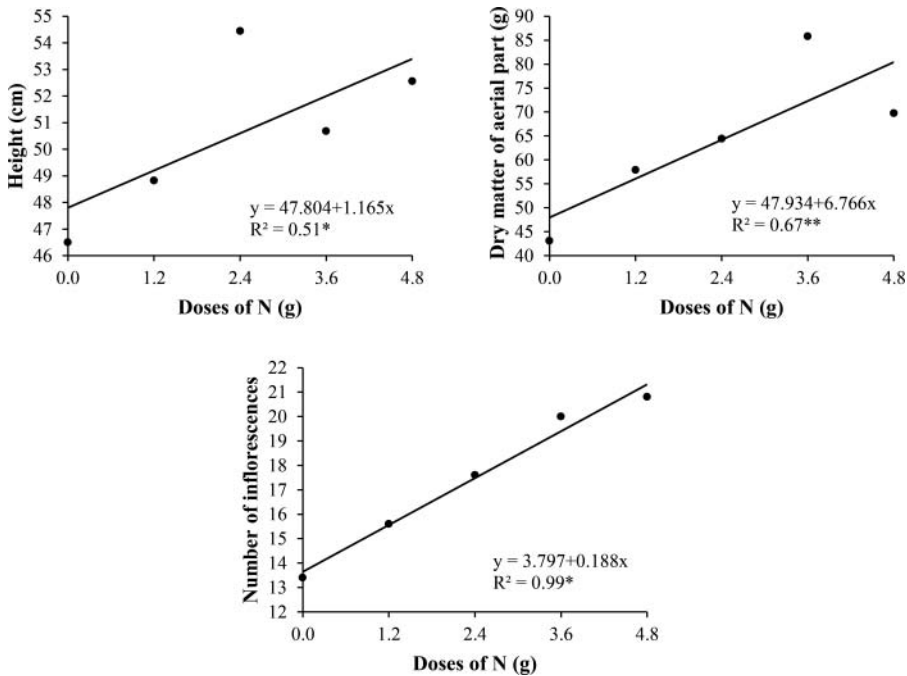 Height (cm)
55
54
53
52
51
50
49
48
47
46
0.0 1.2 2.4 3.6 4.8
Doses of N (g)
y = 47.804+1.165x
R² = 0.51*
Dry matter of aerial part (g)
90
85
80
75
70
65
60
55
50
45
40
0.0 1.2 2.4 3.6 4.8
Doses of N (g)
y = 47.934+6.766x
R² = 0.67**
Number of inflorescences
22
21
20
19
18
17
16
15
14
13
12
0.0 1.2 2.4 3.6 4.8
Doses of N (g)
y = 3.797+0.188x
R² = 0.99*